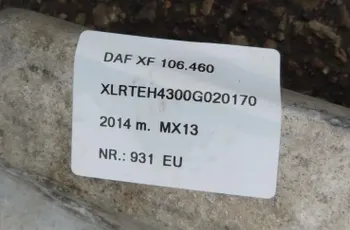 DAF XF 106.460
XLRTEH4300G020170
2014 m. MX13
NR.: 931 EU